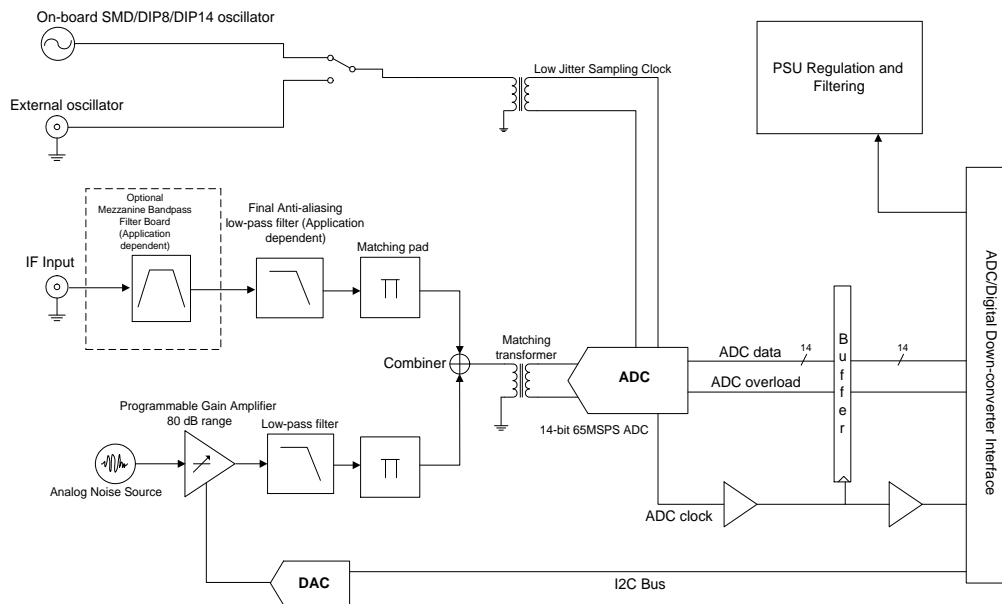 On-board SMD/DIP8/DIP14 oscillator
External oscillator
Low Jitter Sampling Clock
PSU Regulation and
Filtering
Optional
Mezzanine Bandpass
Filter Board
(Application
dependent)
Final Anti-aliasing
low-pass filter (Application
dependent)
Matching pad
IF Input
Combiner
Matching
transformer
ADC
14-bit 65MSPS ADC
ADC data
14
14
ADC overload
Buffer
ADC/Digital Down-converter Interface
Programmable Gain Amplifier
80 dB range
Low-pass filter
Analog Noise Source
ADC clock
DAC
I2C Bus